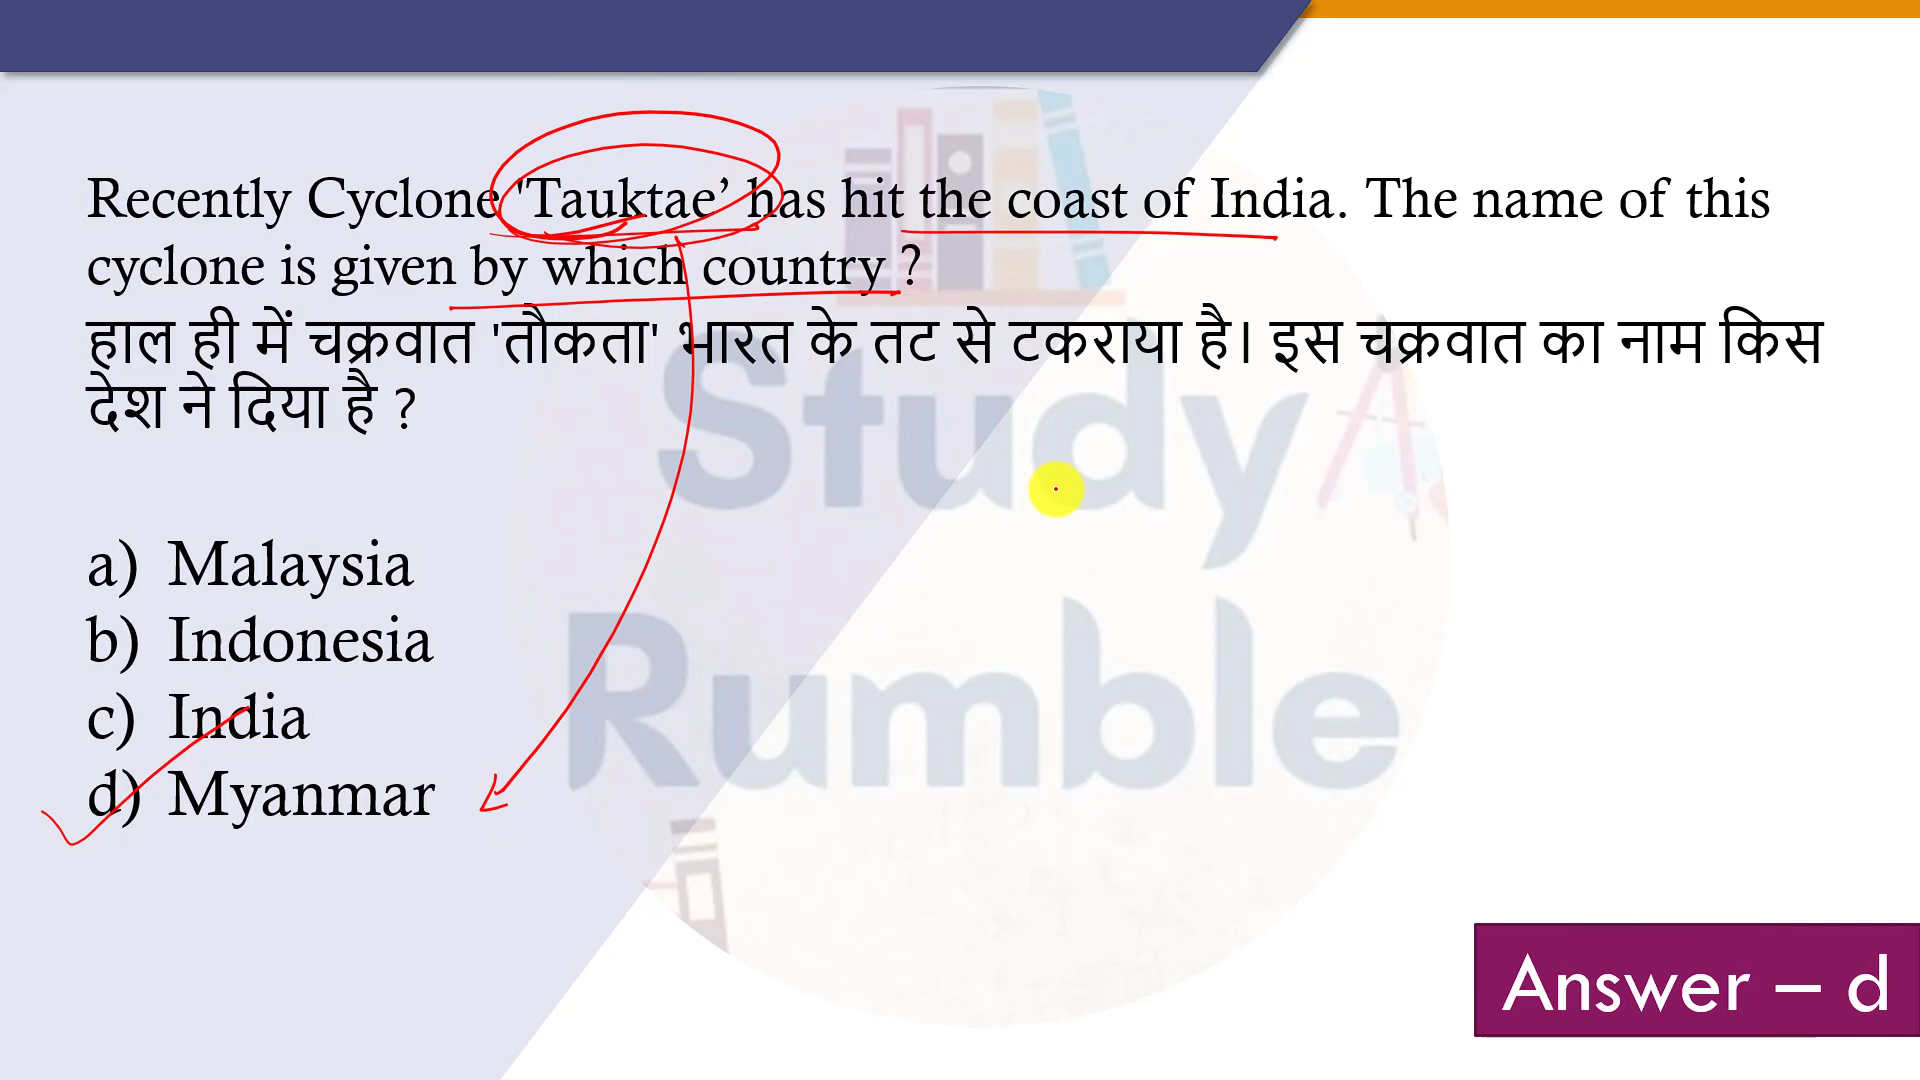 Recently Cyclone 'Tauktae’ has hit the coast of India. The name of this
cyclone is given by which country ?
हाल ही में चक्रवात 'तौकता' भारत के तट से टकराया है। इस चक्रवात का नाम किस
देश ने दिया है ?
a) Malaysia
b) Indonesia
c) India
d) Myanmar
Study
Rumble
Answer – d